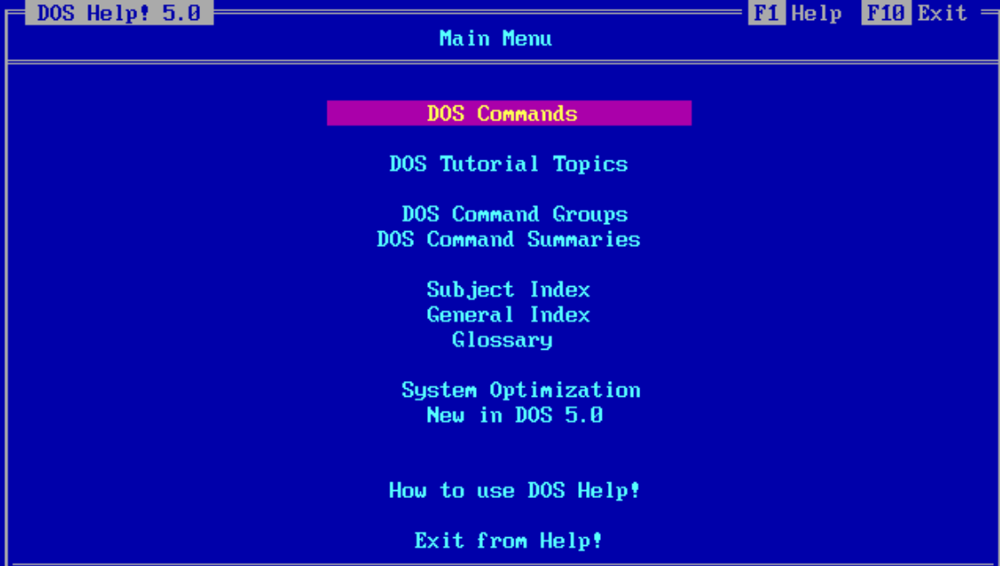 DOS Help! 5.0 F1 Help F10 Exit
Main Menu
DOS Commands
DOS Tutorial Topics
DOS Command Groups
DOS Command Summaries
Subject Index
General Index
Glossary
System Optimization
New in DOS 5.0
How to use DOS Help!
Exit from Help!